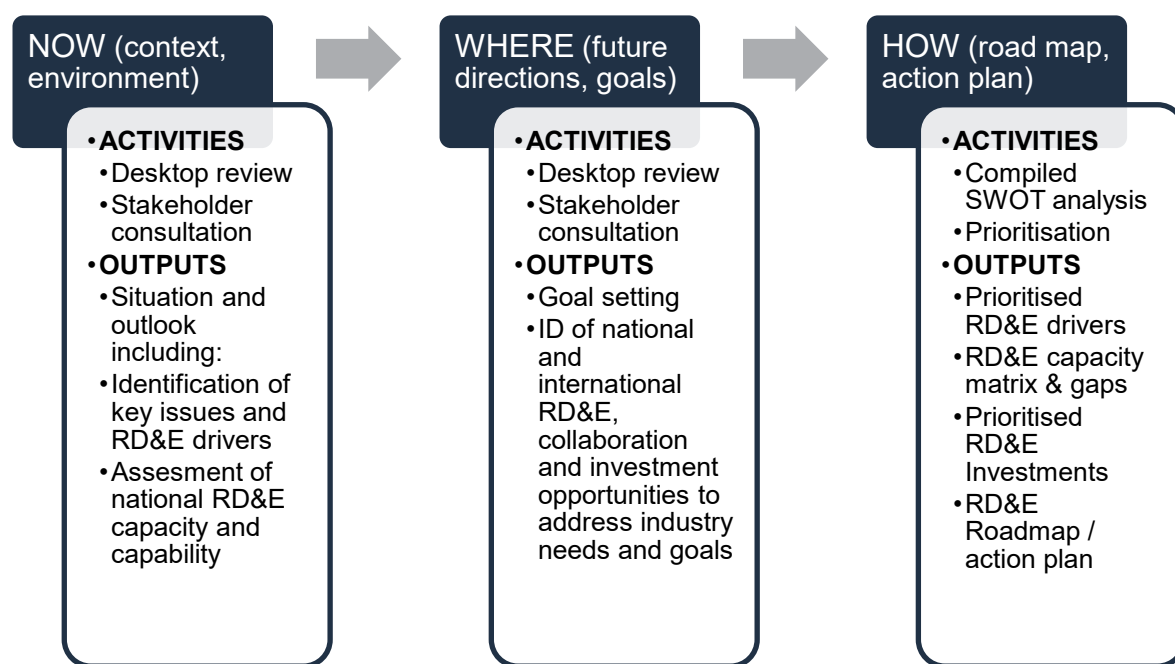 NOW (context,
environment)
•ACTIVITIES
•Desktop review
•Stakeholder
consultation
•OUTPUTS
•Situation and
outlook
including:
•Identification of
key issues and
RD&E drivers
•Assesment of
national RD&E
capacity and
capability
WHERE (future
directions, goals)
•ACTIVITIES
•Desktop review
•Stakeholder
consultation
•OUTPUTS
•Goal setting
•ID of national
and
international
RD&E,
collaboration
and investment
opportunities to
address industry
needs and goals
HOW (road map,
action plan)
•ACTIVITIES
•Compiled
SWOT analysis
•Prioritisation
•OUTPUTS
•Prioritised
RD&E drivers
•RD&E capacity
matrix & gaps
•Prioritised
RD&E
Investments
•RD&E
Roadmap /
action plan